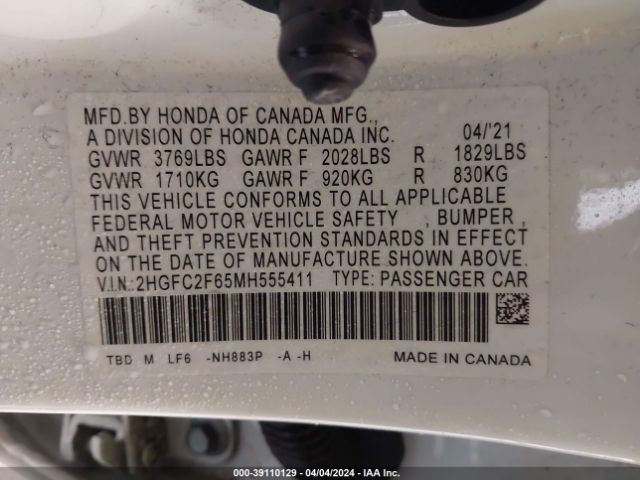 MFD.BY HONDA OF CANADA MFG.,
A DIVISION OF HONDA CANADA INC. 04/'21
GVWR 3769LBS GAWR F 2028LBS R 1829LBS
GVWR 1710KG GAWR F 920KG R 830KG
THIS VEHICLE CONFORMS TO ALL APPLICABLE
FEDERAL MOTOR VEHICLE SAFETY , BUMPER ,
AND THEFT PREVENTION STANDARDS IN EFFECT
ON THE DATE OF MANUFACTURE SHOWN ABOVE.
V.I.N.:2HGFC2F65MH555411 TYPE: PASSENGER CAR
TBD M LF6 -NH883P -A -H MADE IN CANADA
000-39110129 - 04/04/2024 - IAA Inc.